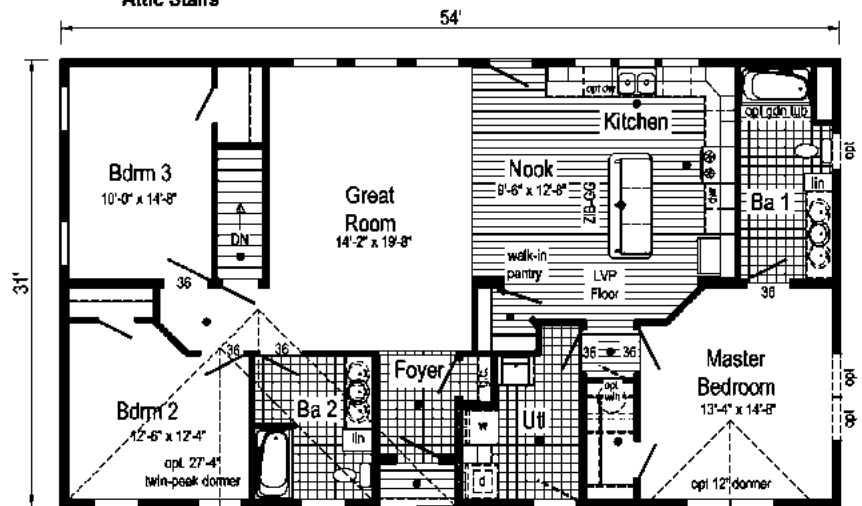 Attic Stairs
54'
31'
Bdrm 3
10'-0" x 14'-8"
DN
Great
Room
14'-2" x 19'-8"
Nook
9'-6" x 12'-8"
Kitchen
opt dw
opt gdn tub
opt
lin
Ba 1
dw
walk-in
pantry
LVP
Floor
36
36
36
36
36
36
Bdrm 2
12'-6" x 12'-4"
opt. 27'-4"
twin-peak dormer
Ba 2
lin
Foyer
w
d
Utl
opt
w/h
Master
Bedroom
13'-4" x 14'-8"
opt 12' dormer
opt
opt